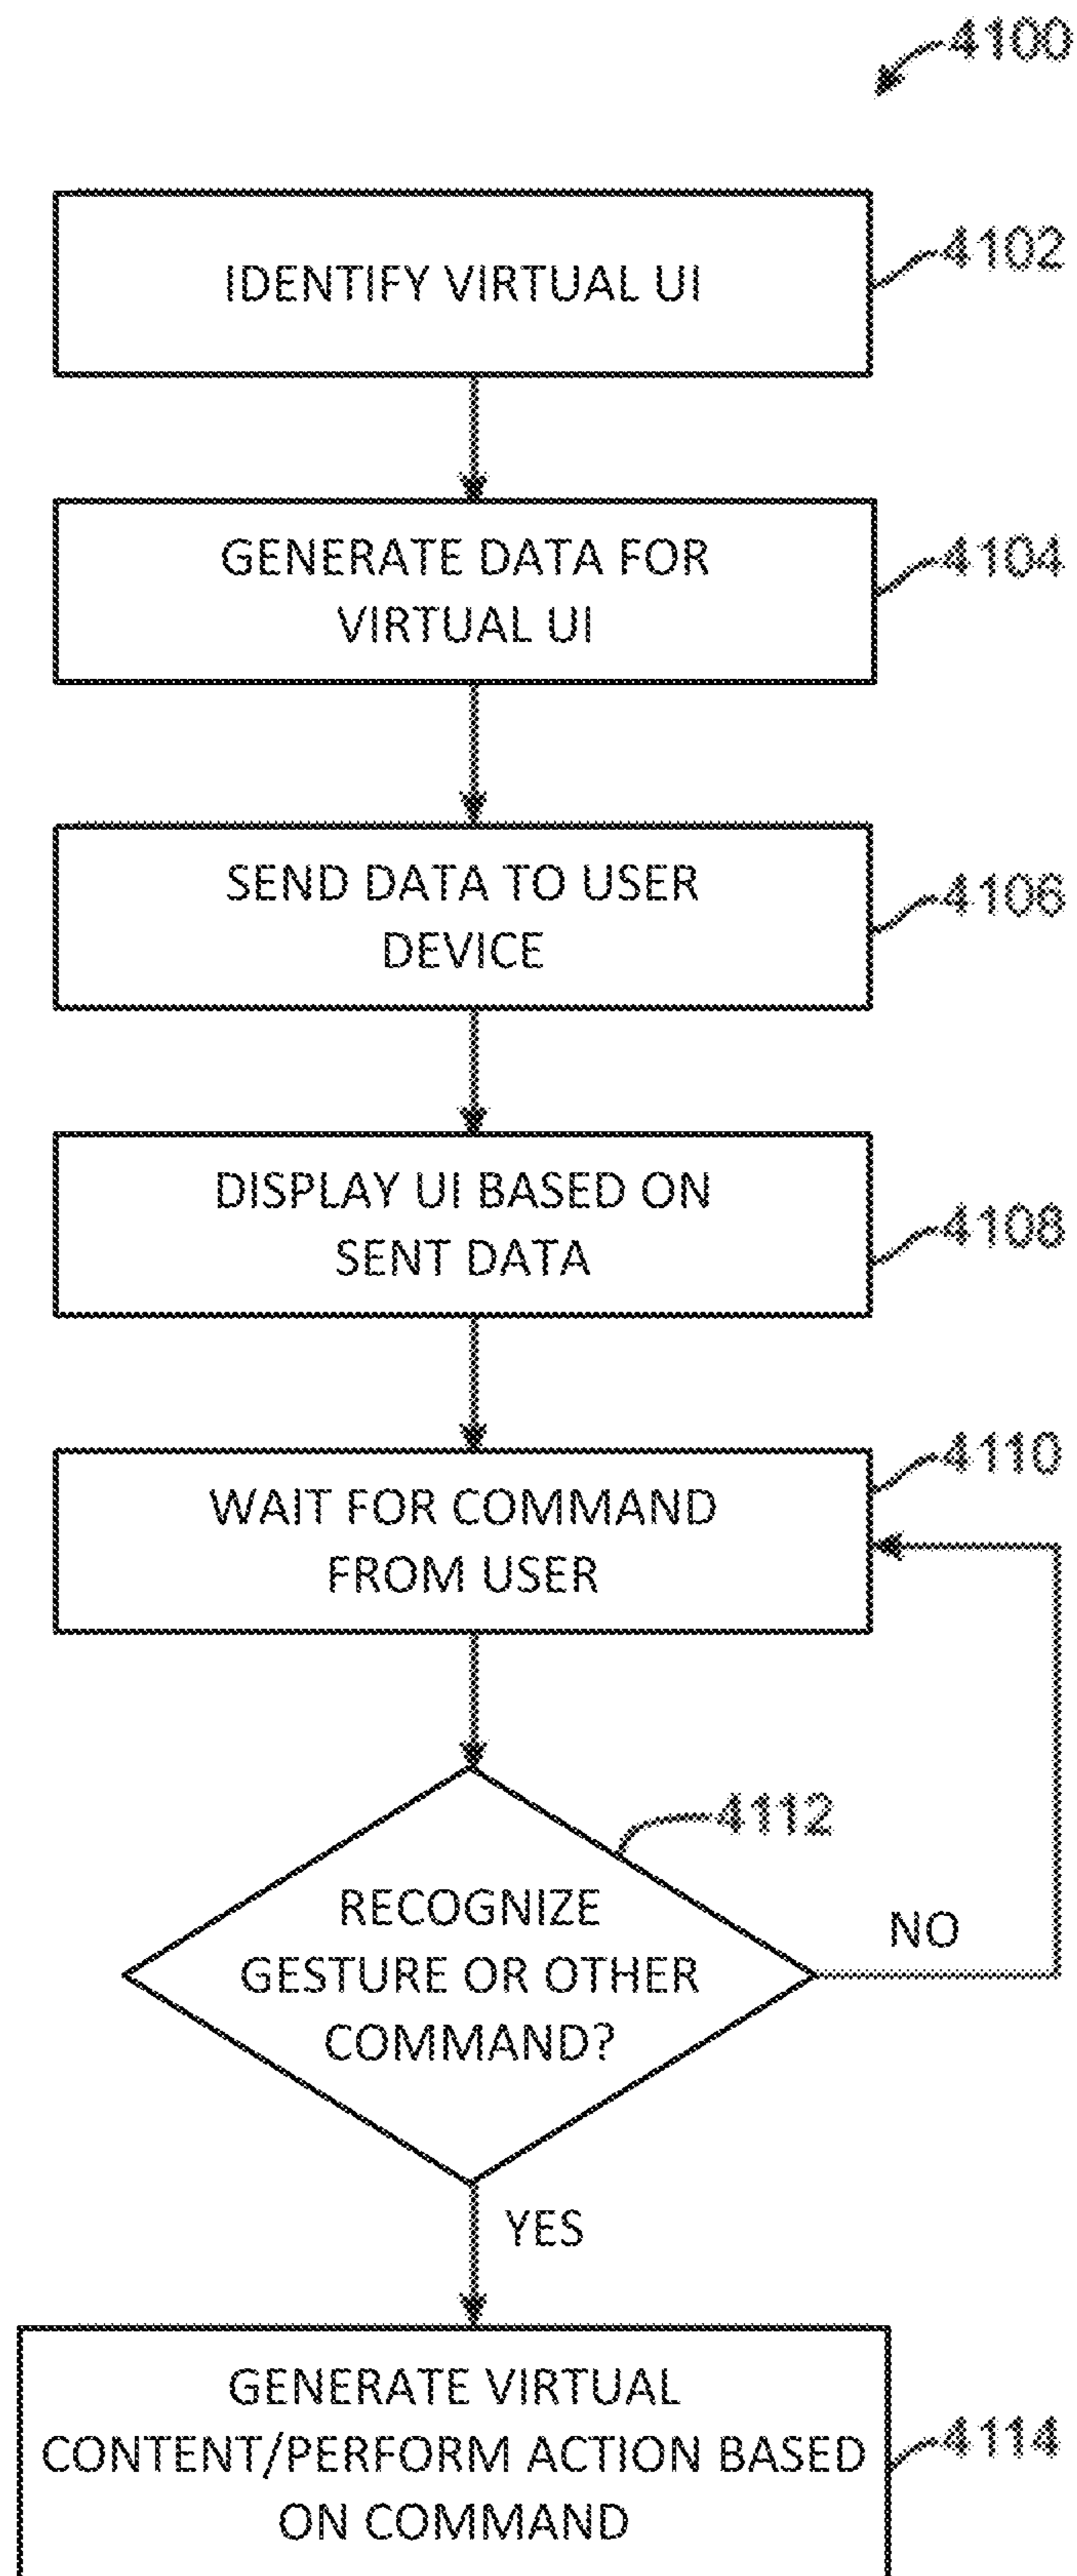 4100
IDENTIFY VIRTUAL UI
4102
GENERATE DATA FOR
VIRTUAL UI
4104
SEND DATA TO USER
DEVICE
4106
DISPLAY UI BASED ON
SENT DATA
4108
WAIT FOR COMMAND
FROM USER
4110
4112
RECOGNIZE
GESTURE OR OTHER
COMMAND?
NO
YES
GENERATE VIRTUAL
CONTENT/PERFORM ACTION BASED
ON COMMAND
4114